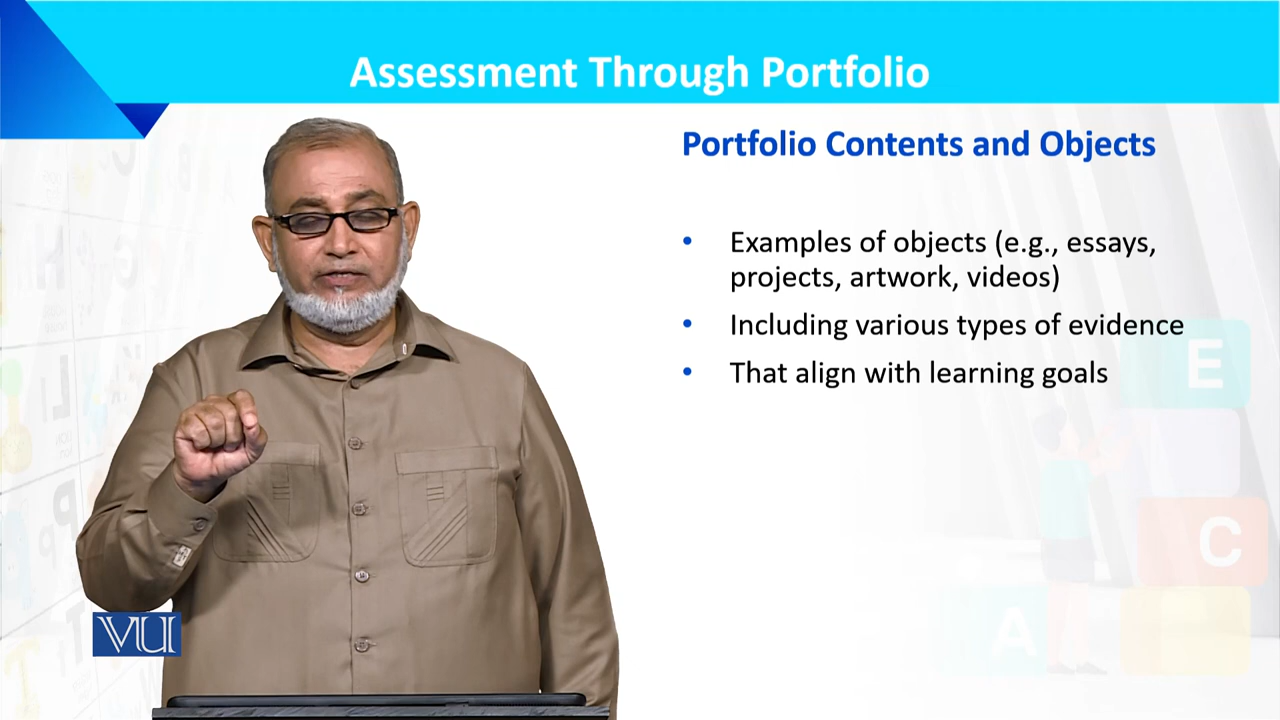 Assessment Through Portfolio
Portfolio Contents and Objects
• Examples of objects (e.g., essays,
projects, artwork, videos)
• Including various types of evidence
• That align with learning goals
E
C
A
VU